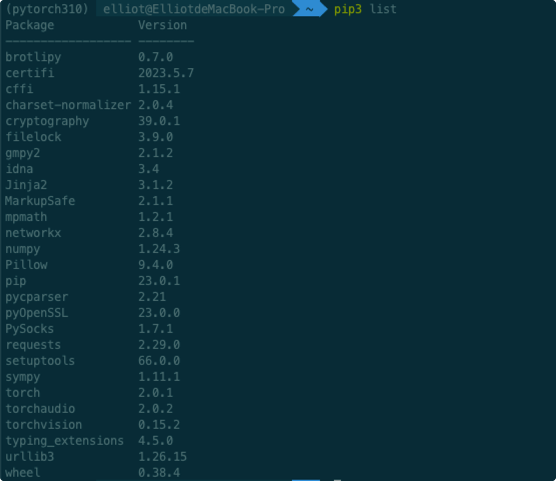 (pytorch310) elliot@ElliotdeMacBook-Pro ~ pip3 list
Package Version
------------------ --------
brotlipy 0.7.0
certifi 2023.5.7
cffi 1.15.1
charset-normalizer 2.0.4
cryptography 39.0.1
filelock 3.9.0
gmpy2 2.1.2
idna 3.4
Jinja2 3.1.2
MarkupSafe 2.1.1
mpmath 1.2.1
networkx 2.8.4
numpy 1.24.3
Pillow 9.4.0
pip 23.0.1
pycparser 2.21
pyOpenSSL 23.0.0
PySocks 1.7.1
requests 2.29.0
setuptools 66.0.0
sympy 1.11.1
torch 2.0.1
torchaudio 2.0.2
torchvision 0.15.2
typing_extensions 4.5.0
urllib3 1.26.15
wheel 0.38.4